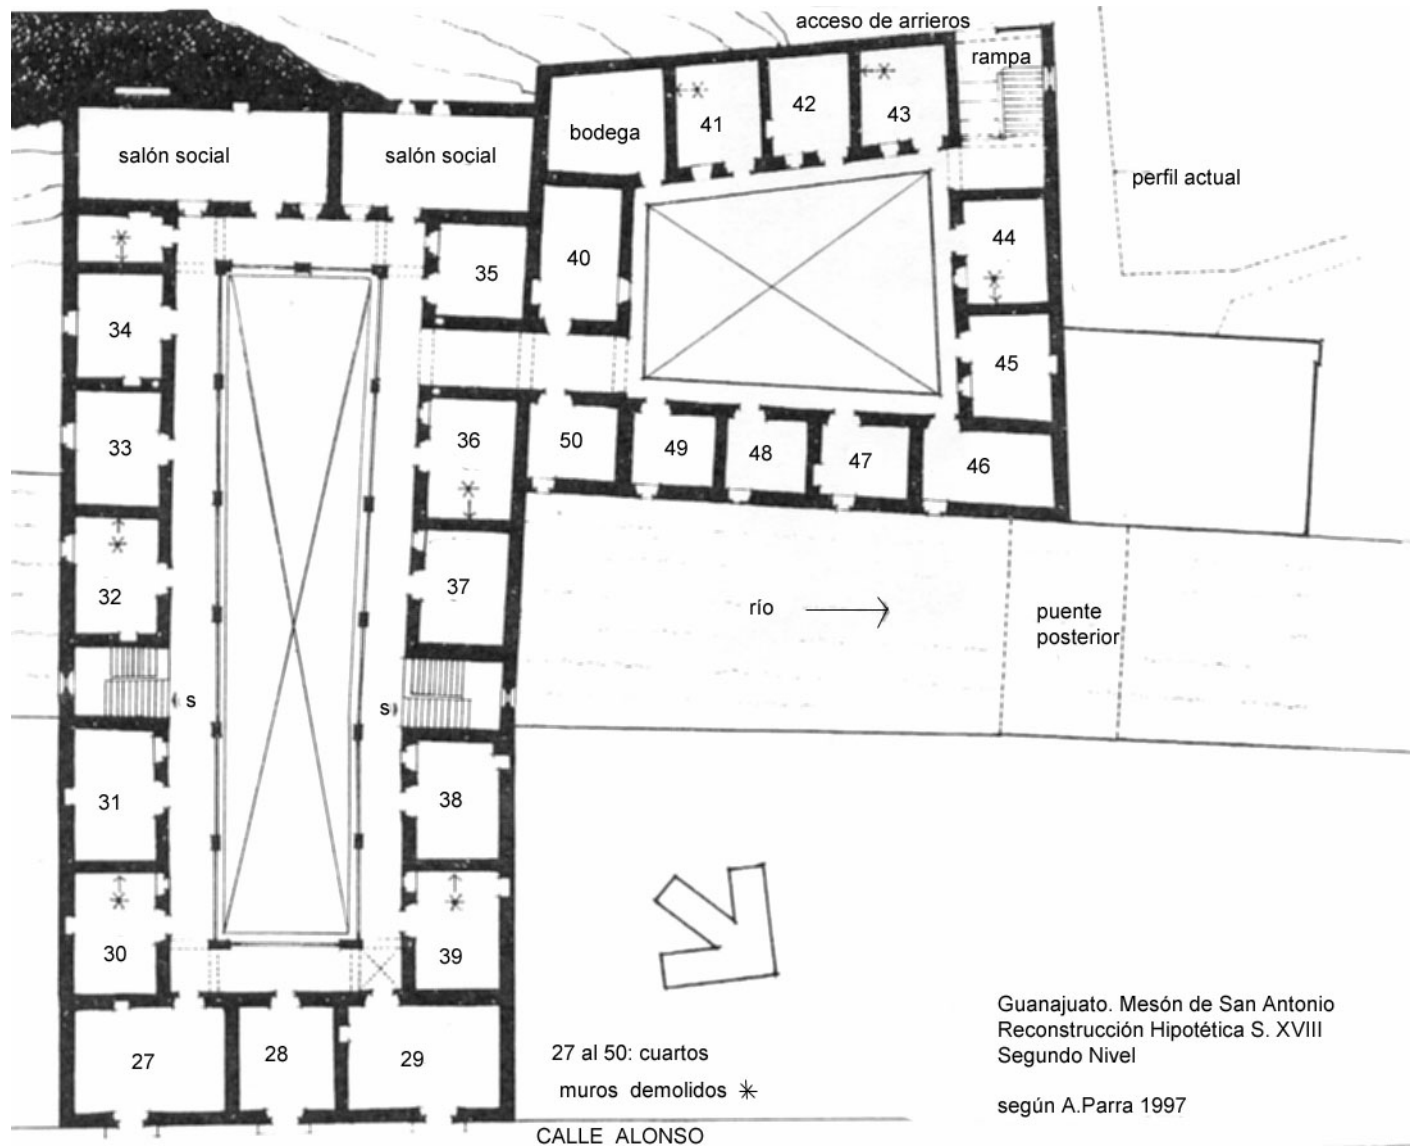 acceso de arrieros
rampa
41
42
43
bodega
salón social
salón social
perfil actual
44
40
35
34
45
36
33
50
49
48
47
46
37
32
río
puente
posterior
s
s
31
38
30
39
Guanajuato. Mesón de San Antonio
Reconstrucción Hipotética S. XVIII
Segundo Nivel
según A.Parra 1997
27
28
29
27 al 50: cuartos
muros demolidos
CALLE ALONSO